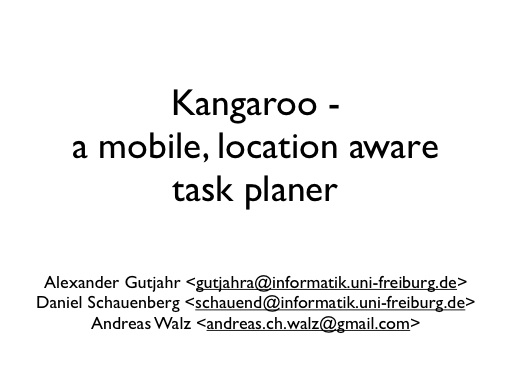 Kangaroo -
a mobile, location aware
task planer
Alexander Gutjahr <gutjahra@informatik.uni-freiburg.de>
Daniel Schauenberg <schauend@informatik.uni-freiburg.de>
Andreas Walz <andreas.ch.walz@gmail.com>